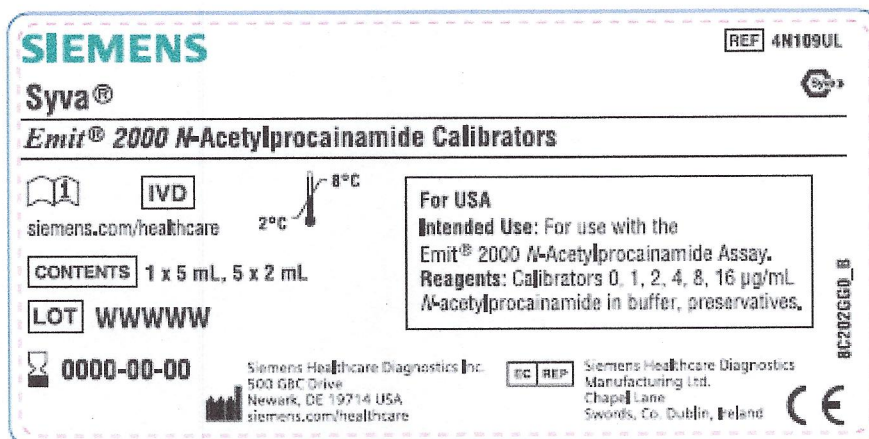 SIEMENS
REF 4N109UL
Syva®
Syva
Emit® 2000 N-Acetylprocainamide Calibrators
IVD
8°C
2°C
siemens.com/healthcare
For USA
Intended Use: For use with the
Emit® 2000 N-Acetylprocainamide Assay.
Reagents: Calibrators 0, 1, 2, 4, 8, 16 µg/mL
N-acetylprocainamide in buffer, preservatives.
CONTENTS 1 x 5 mL, 5 x 2 mL
LOT WWWWW
8C202GG0_B
0000-00-00
Siemens Healthcare Diagnostics Inc.
500 GBC Drive
Newark, DE 19714 USA
siemens.com/healthcare
EC REP
Siemens Healthcare Diagnostics
Manufacturing Ltd.
Chapel Lane
Swords, Co. Dublin, Ireland
CE